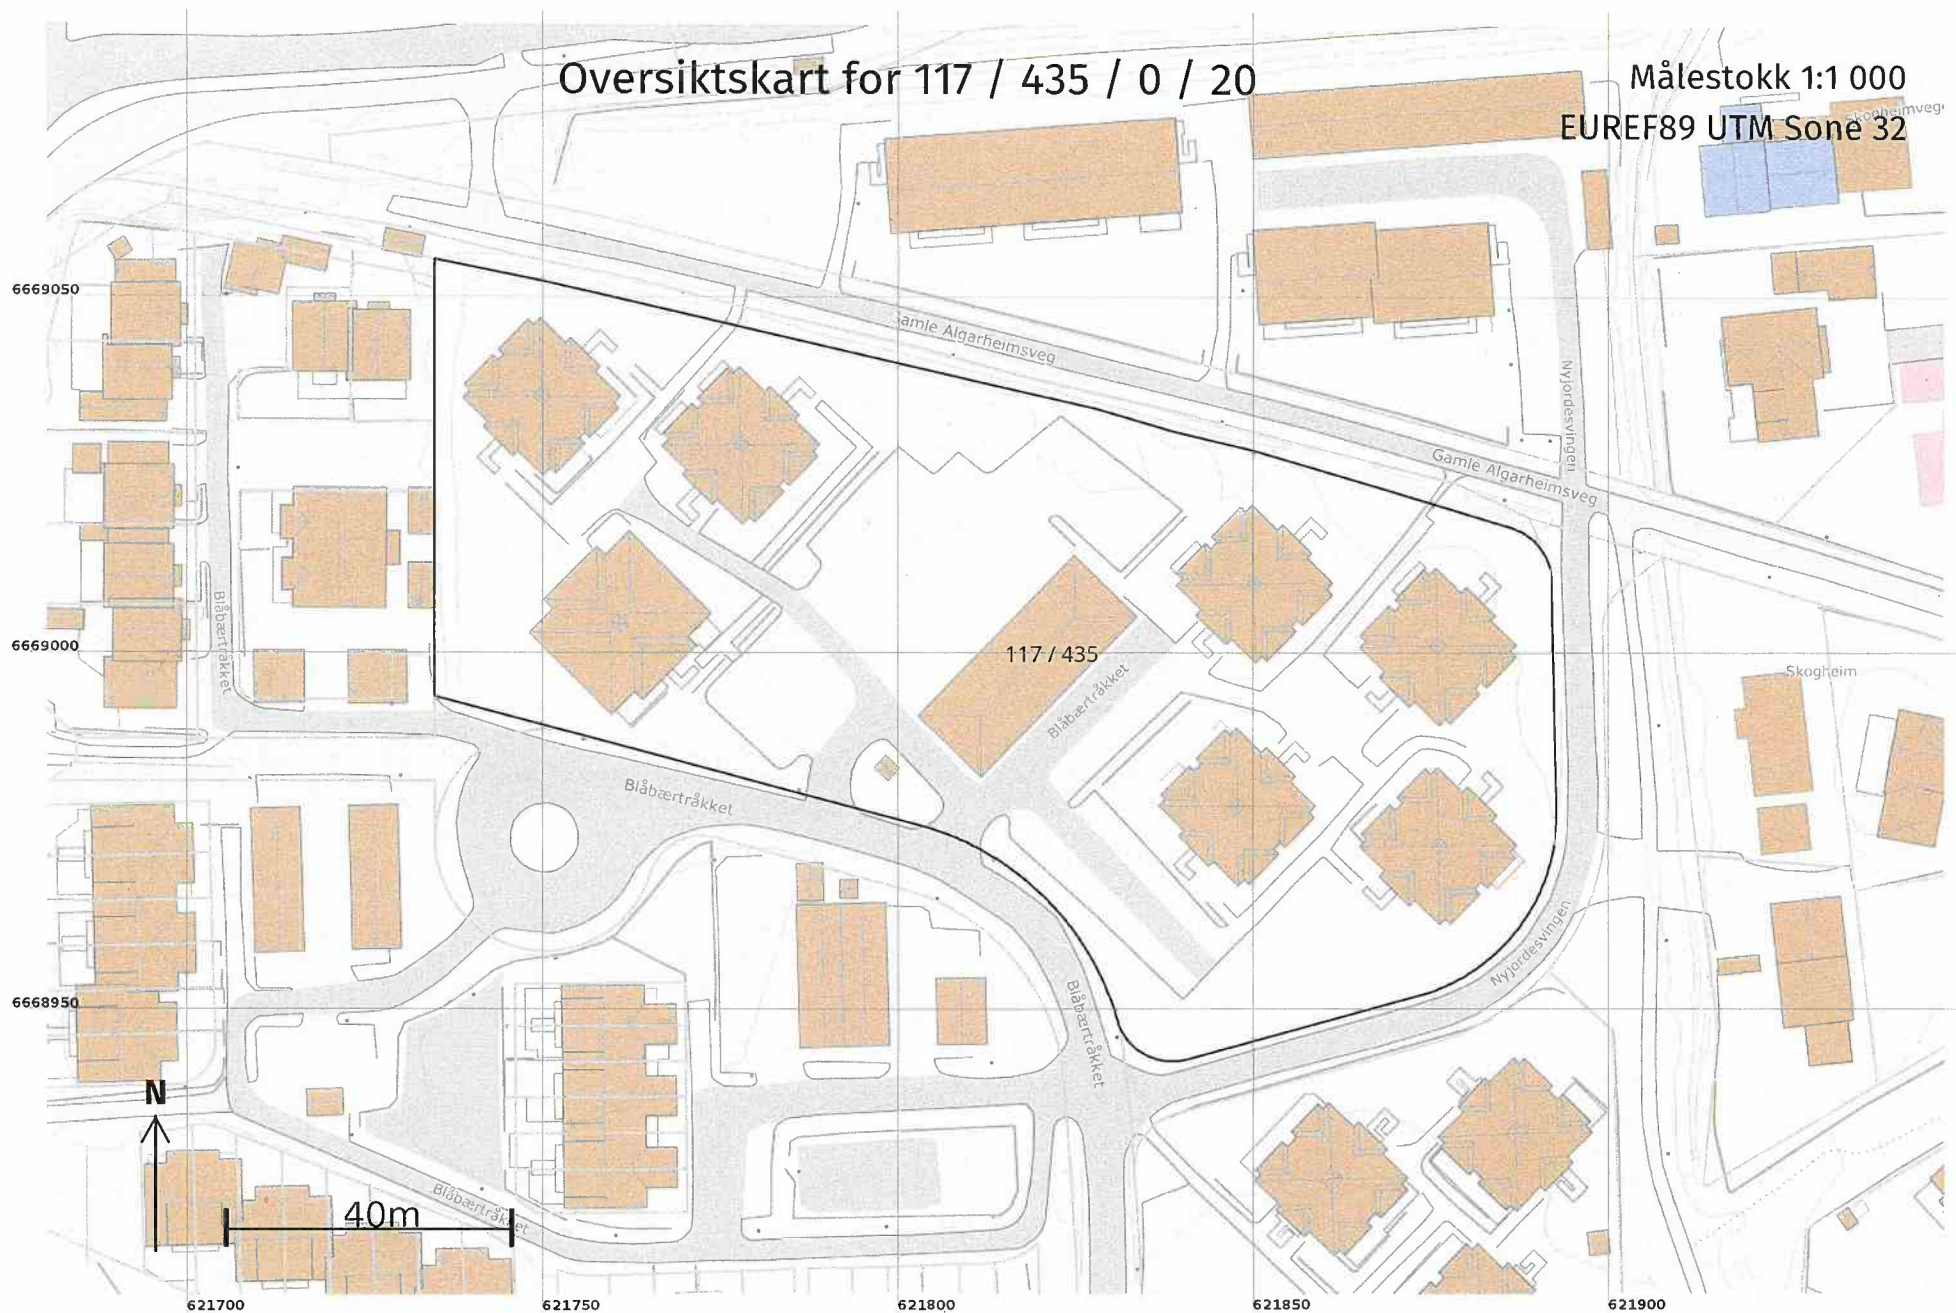 Oversiktskart for 117 / 435 / 0 / 20
Målestokk 1:1 000
EUREF89 UTM Sone 32
Skogheimveg
6669050
amle Algarheimsveg
Nyjordesvingen
Gamle Algarheimsveg
Blåbærtråkket
6669000
117 / 435
Skogheim
Blåbærtråkket
Blåbærtråkket
Nyjordesvingen
6668950
Blåbærtråkket
N
Blåbærtråkket
40m
621700
621750
621800
621850
621900